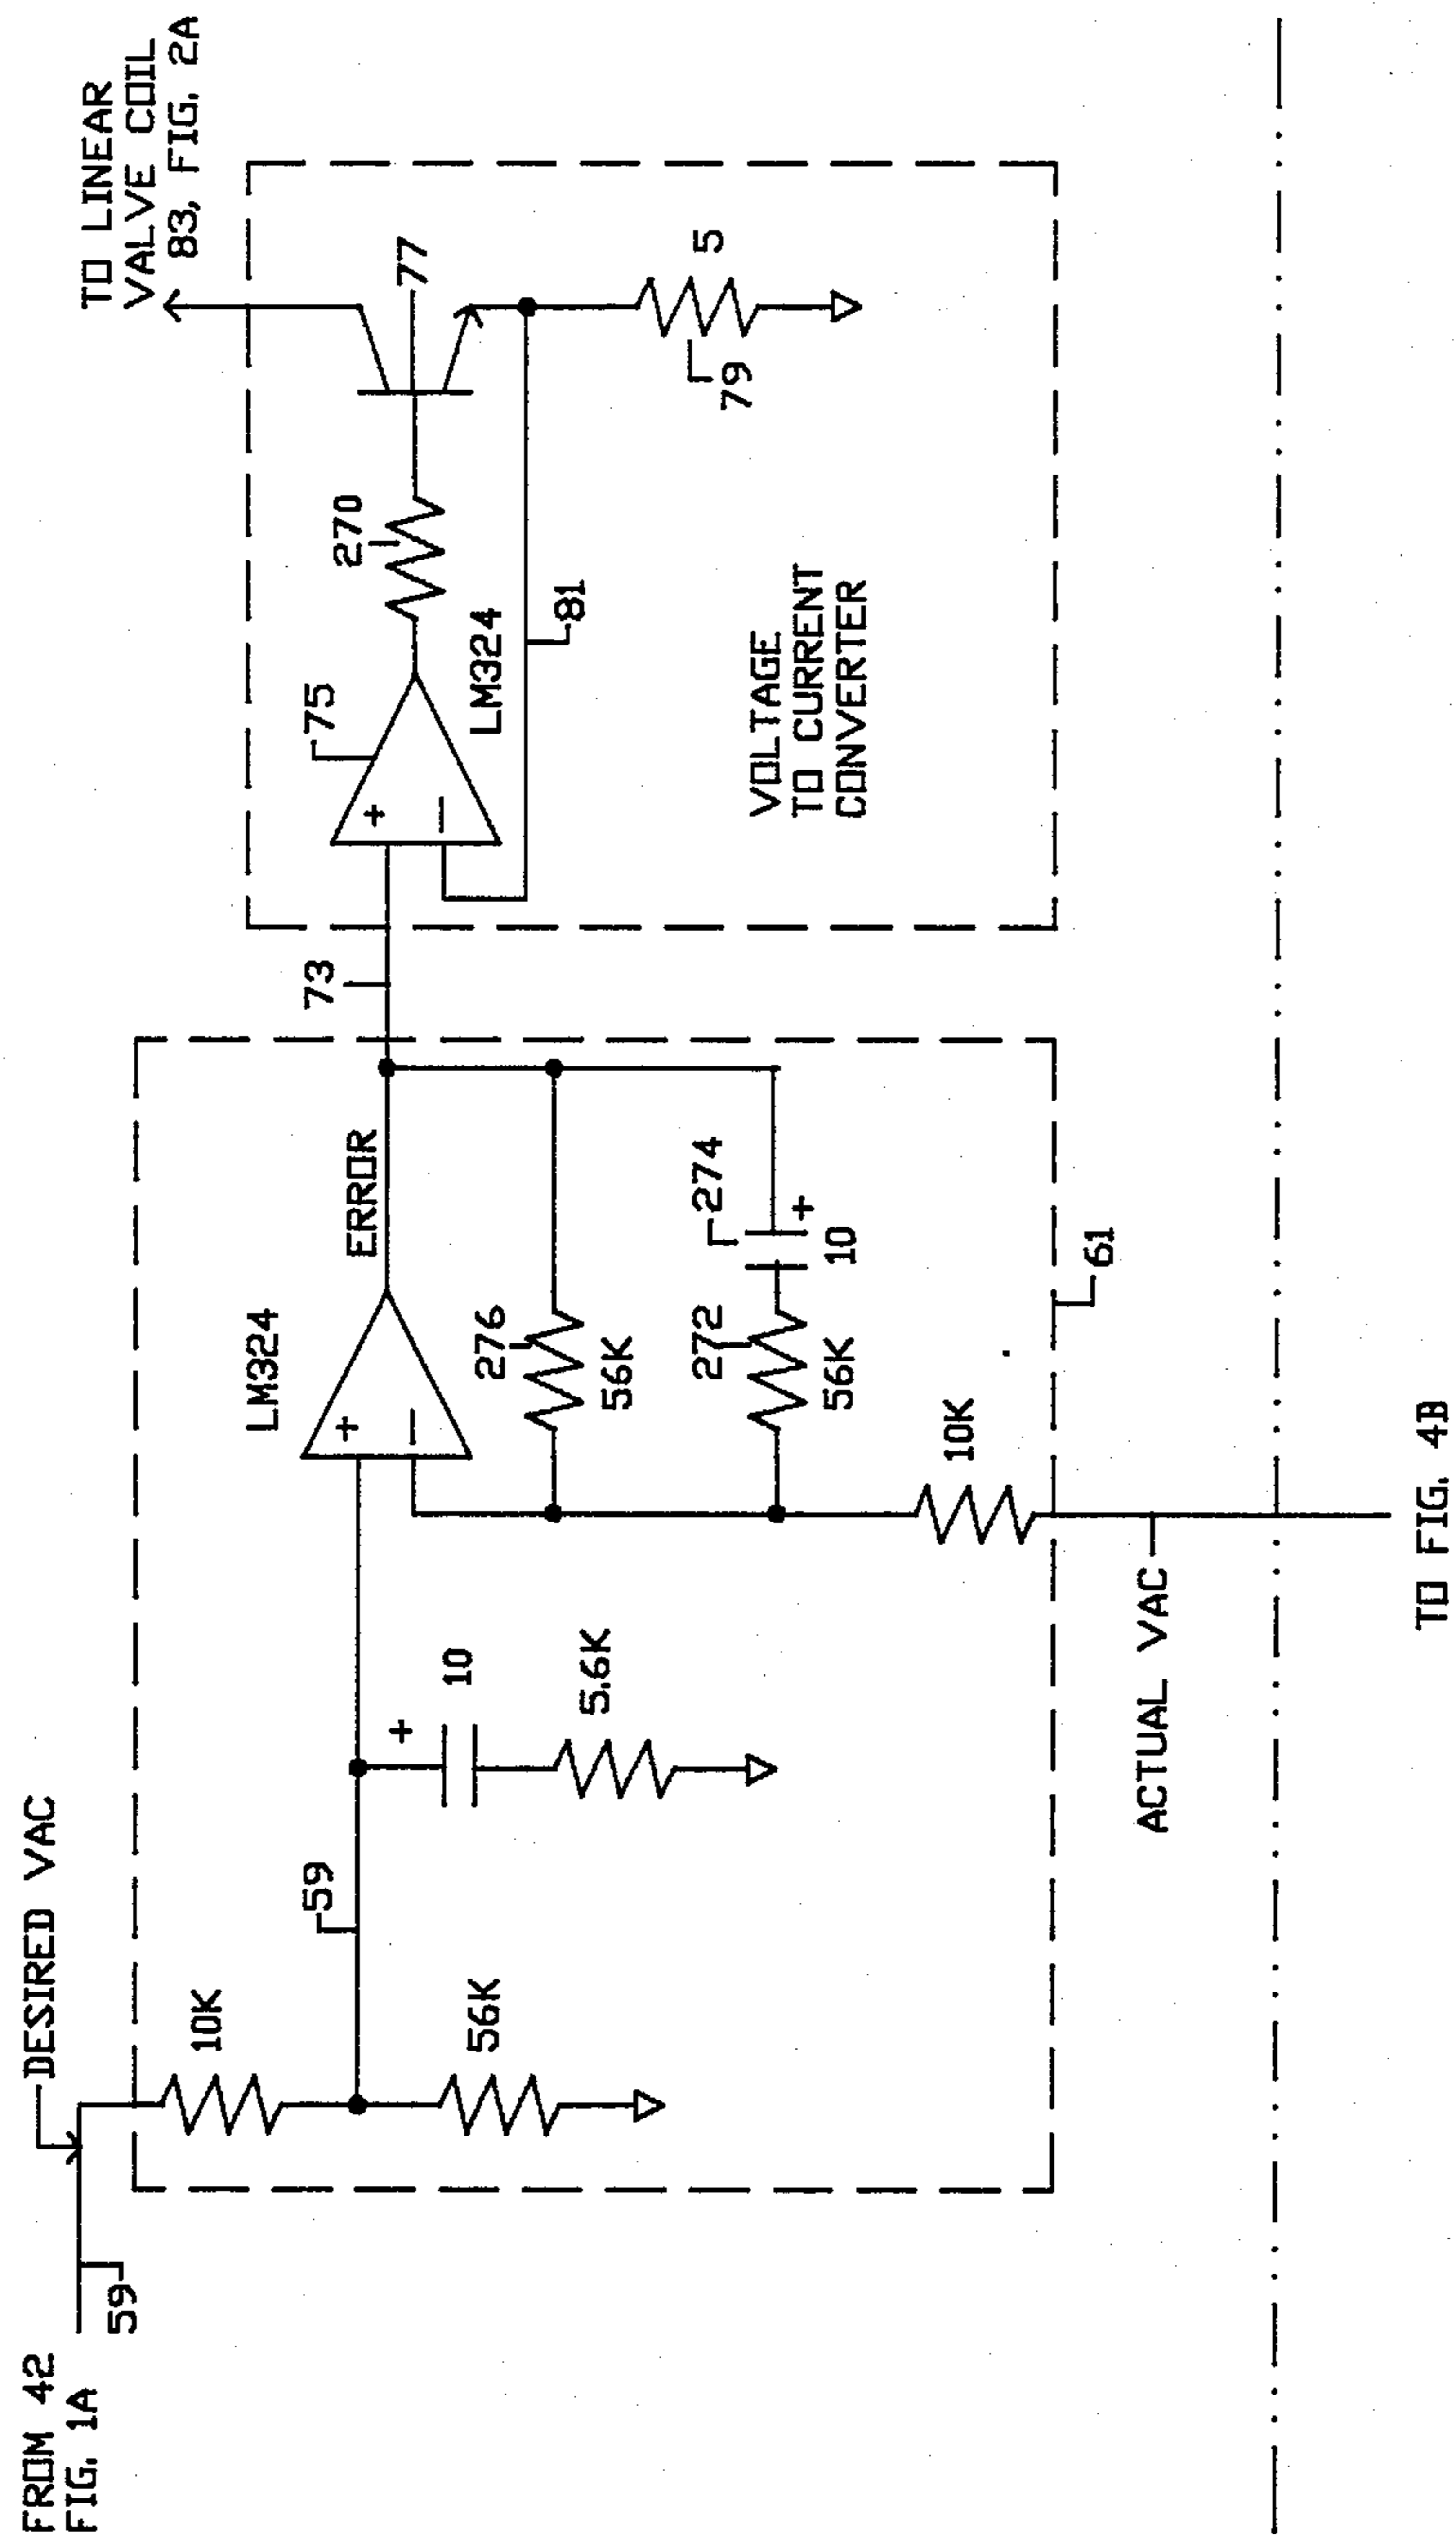 FROM 42
FIG. 1A
59
DESIRED VAC
10K
56K
59
+
10
5.6K
LM324
+
−
ERROR
276
56K
272
56K
274
+
10
10K
61
ACTUAL VAC
TO FIG. 4B
73
75
+
−
LM324
270
77
81
79
5
VOLTAGE
TO CURRENT
CONVERTER
TO LINEAR
VALVE COIL
83, FIG. 2A